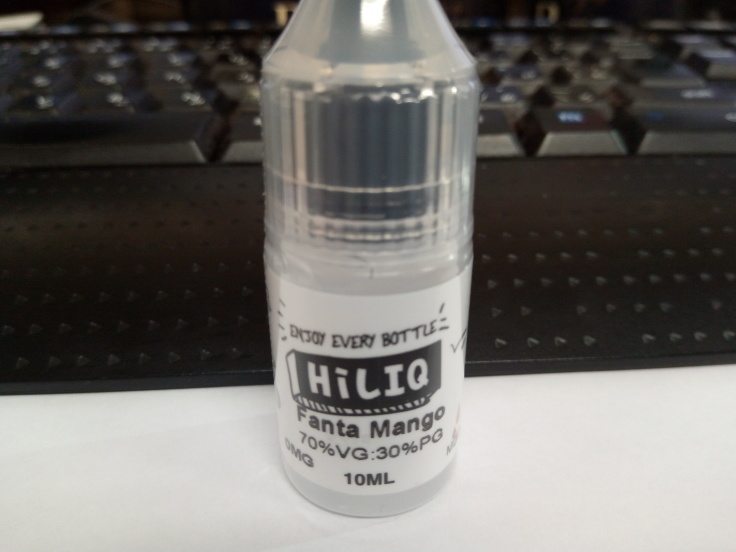 ENJOY EVERY BOTTLE
HiLIQ
Fanta Mango
70%VG:30%PG
0MG
10ML